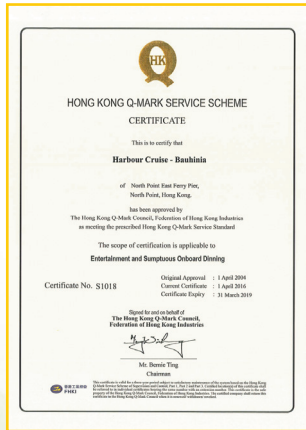 HK
HONG KONG Q-MARK SERVICE SCHEME
CERTIFICATE
This is to certify that
Harbour Cruise - Bauhinia
of North Point East Ferry Pier,
North Point, Hong Kong.
has been approved by
The Hong Kong Q-Mark Council, Federation of Hong Kong Industries
as meeting the prescribed Hong Kong Q-Mark Service Standard
The scope of certification is applicable to
Entertainment and Sumptuous Onboard Dinning
Certificate No. S1018
Original Approval : 1 April 2004
Current Certificate : 1 April 2016
Certificate Expiry : 31 March 2019
Signed for and on behalf of
The Hong Kong Q-Mark Council,
Federation of Hong Kong Industries
Mr. Bernie Ting
Chairman
FHKI